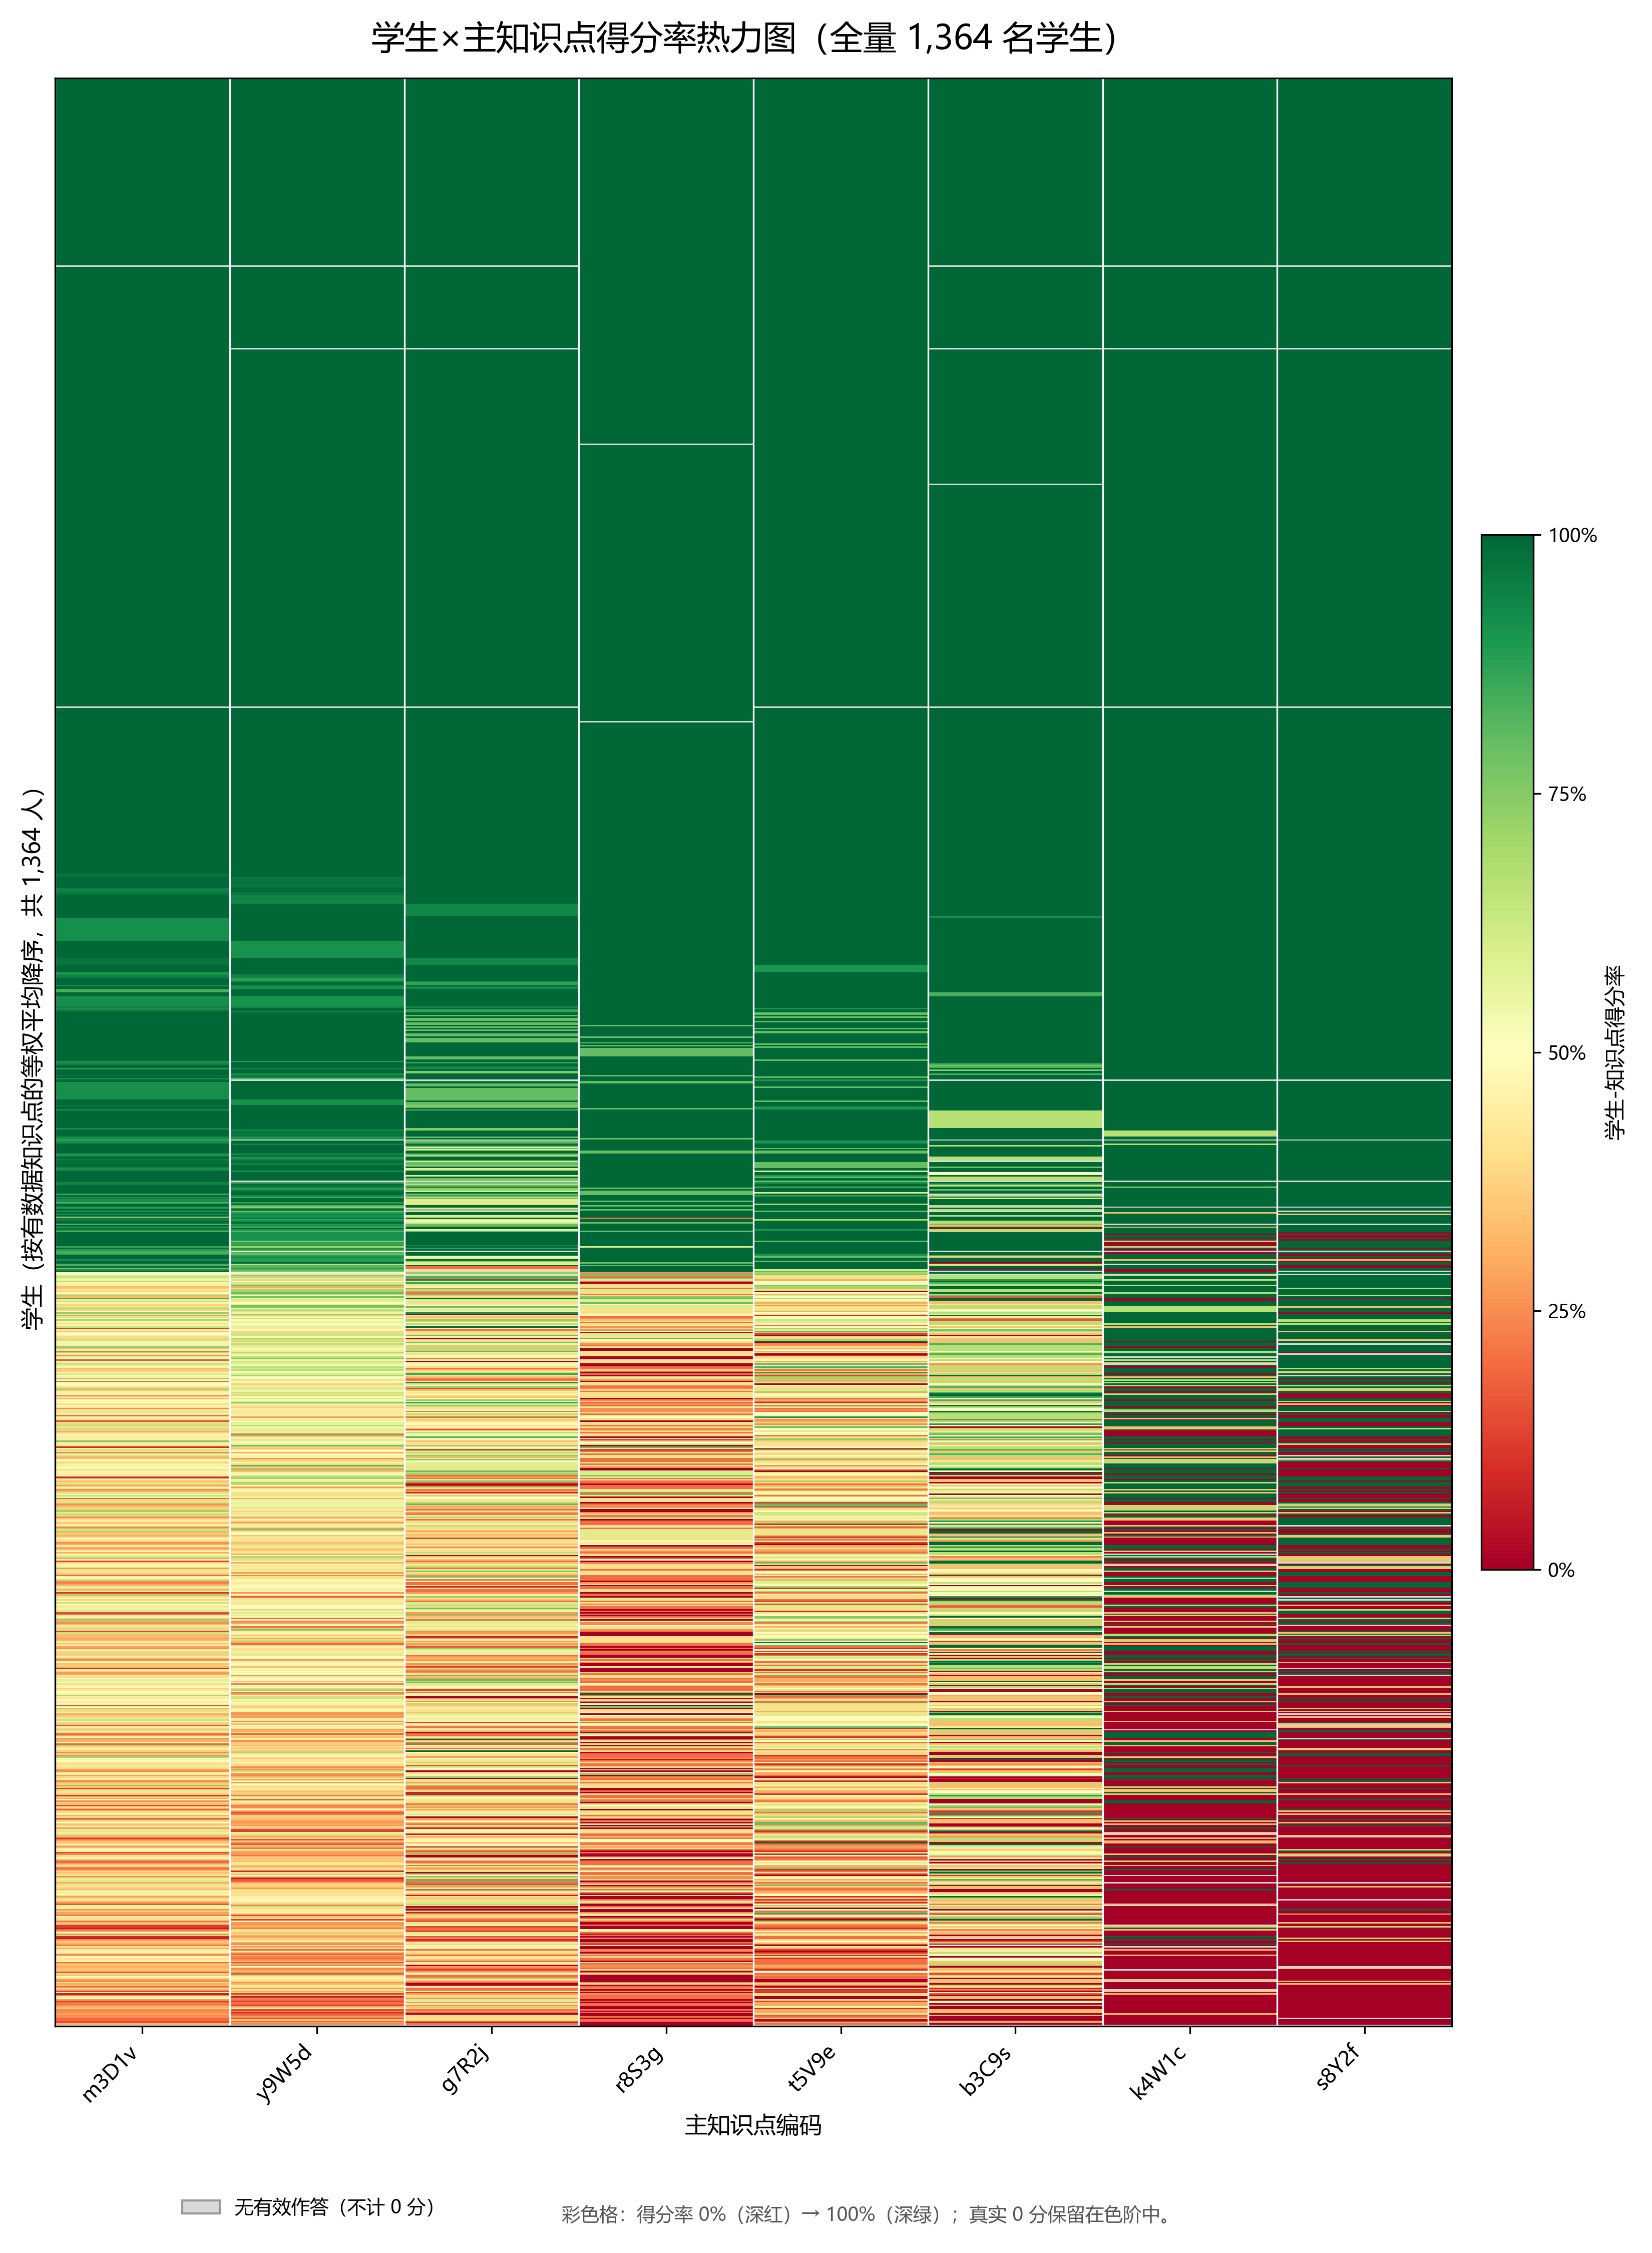 学生×主知识点得分率热力图（全量 1,364 名学生）
学生（按有数据知识点的等权平均降序，共 1,364 人）
100%
75%
50%
25%
0%
学生-知识点得分率
m3D1v
y9W5d
g7R2j
r8S3g
t5V9e
b3C9s
k4W1c
s8Y2f
主知识点编码
无有效作答（不计 0 分）
彩色格：得分率 0%（深红）→ 100%（深绿）；真实 0 分保留在色阶中。